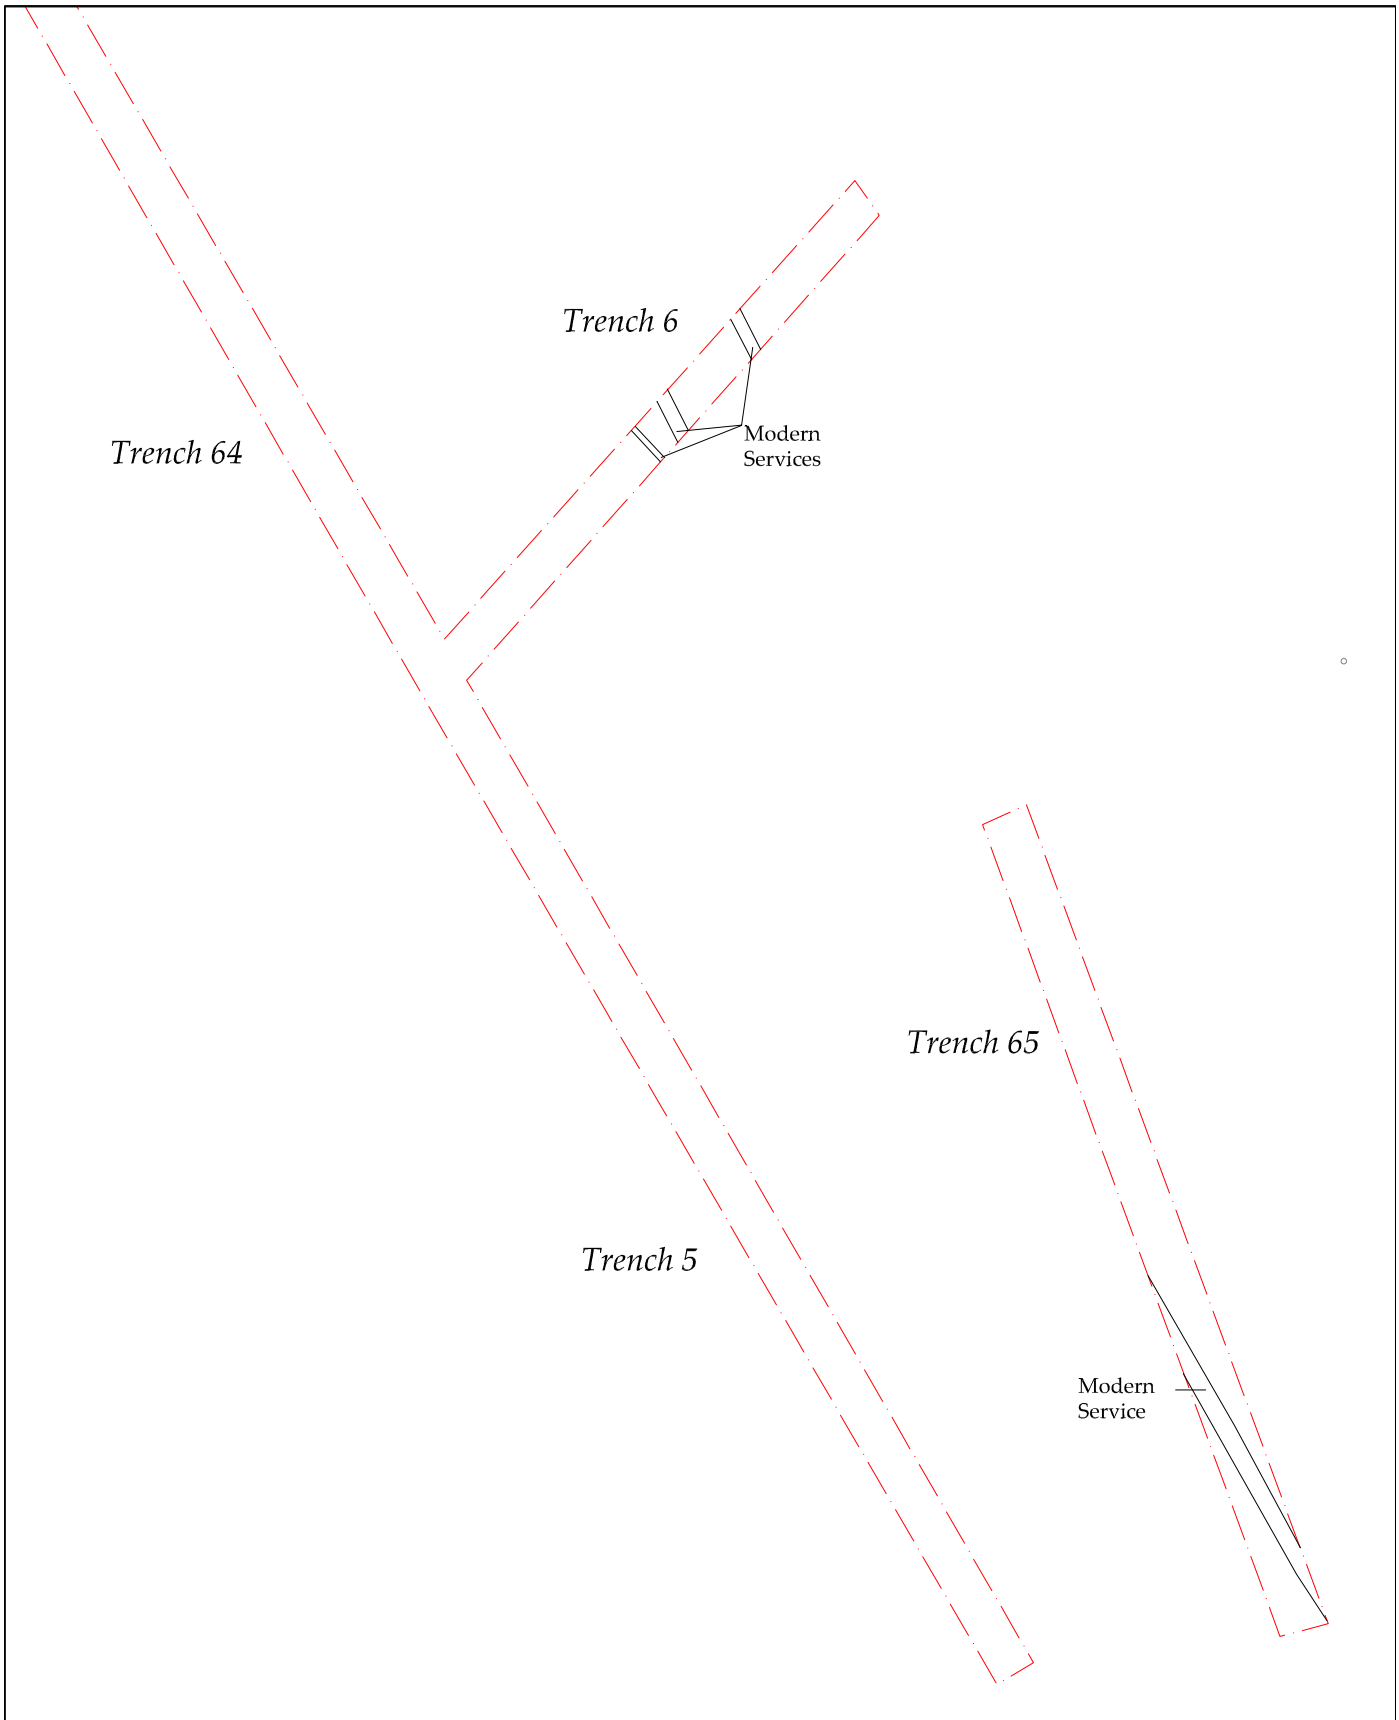 Trench 6
Modern
Services
Trench 64
Trench 65
Trench 5
Modern
Service